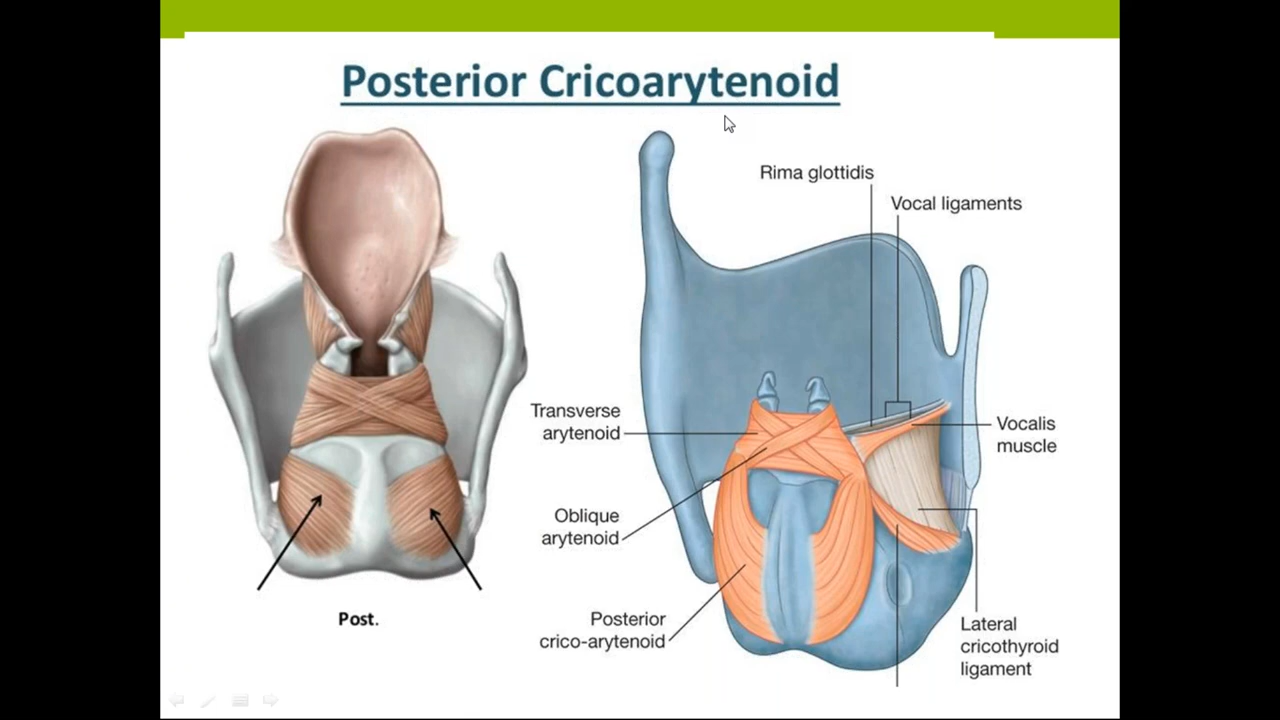 Posterior Cricoarytenoid
Rima glottidis
Vocal ligaments
Transverse
arytenoid
Vocalis
muscle
Oblique
arytenoid
Posterior
crico-arytenoid
Lateral
cricothyroid
ligament
Post.